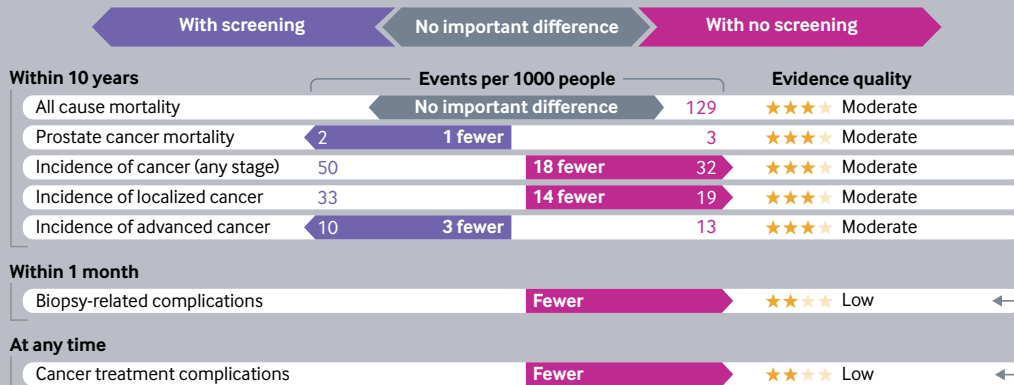 With screening No important difference With no screening
Within 10 years Events per 1000 people Evidence quality
All cause mortality No important difference 129 Moderate
Prostate cancer mortality 2 1 fewer 3 Moderate
Incidence of cancer (any stage) 50 18 fewer 32 Moderate
Incidence of localized cancer 33 14 fewer 19 Moderate
Incidence of advanced cancer 10 3 fewer 13 Moderate
Within 1 month
Biopsy-related complications Fewer Low
At any time
Cancer treatment complications Fewer Low